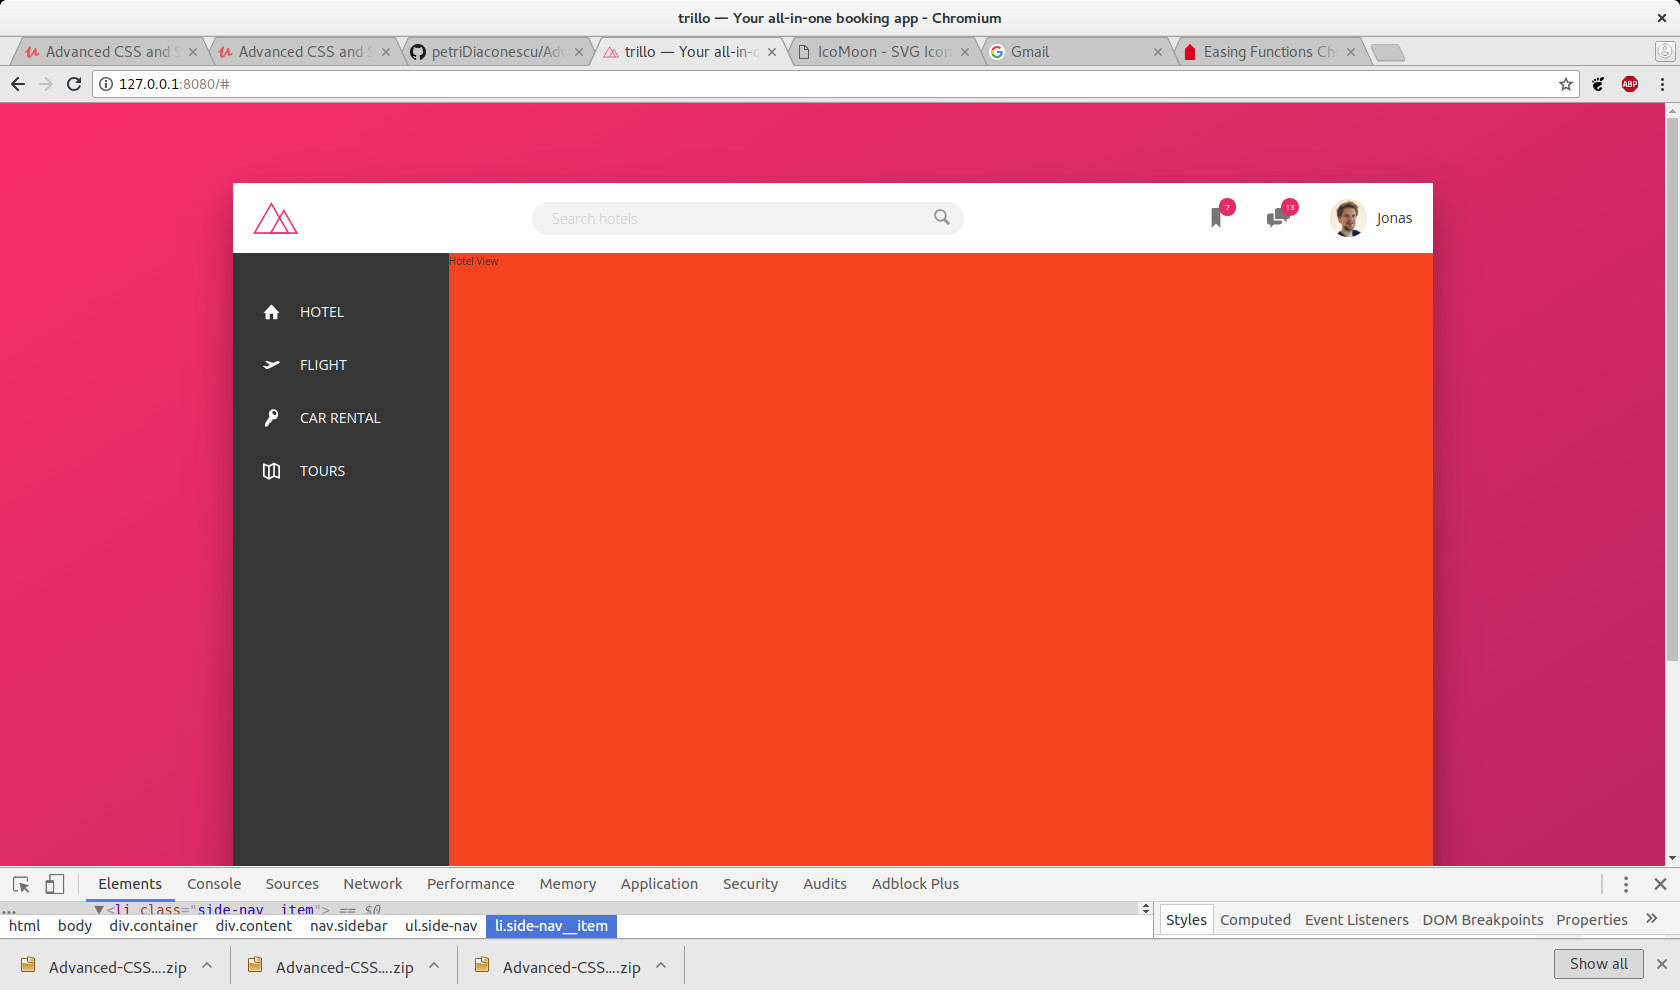 trillo — Your all-in-one booking app - Chromium
Advanced CSS and S
Advanced CSS and S
petriDiaconescu/Adv
trillo — Your all-in-o
IcoMoon - SVG Icon
Gmail
Easing Functions Ch
127.0.0.1:8080/#
ABP
Search hotels
7
13
Jonas
Hotel View
HOTEL
FLIGHT
CAR RENTAL
TOURS
Elements Console Sources Network Performance Memory Application Security Audits Adblock Plus
... ▼<li class="side-nav__item"> == $0
html body div.container div.content nav.sidebar ul.side-nav li.side-nav__item
Styles Computed Event Listeners DOM Breakpoints Properties »
Advanced-CSS....zip
Advanced-CSS....zip
Advanced-CSS....zip
Show all